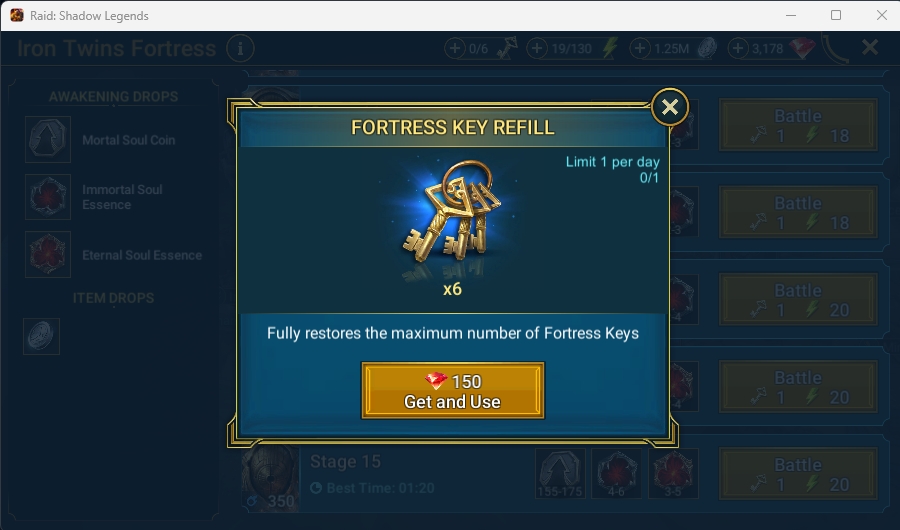 Raid: Shadow Legends
Iron Twins Fortress
i
0/6
19/130
1.25M
3,178
AWAKENING DROPS
Mortal Soul Coin
Immortal Soul
Essence
Eternal Soul Essence
ITEM DROPS
FORTRESS KEY REFILL
Limit 1 per day
0/1
x6
Fully restores the maximum number of Fortress Keys
150
Get and Use
-3
Battle
1 18
-3
Battle
1 18
-4
Battle
1 20
-4
Battle
1 20
350
Stage 15
Best Time: 01:20
155-175
4-6
3-5
Battle
1 20